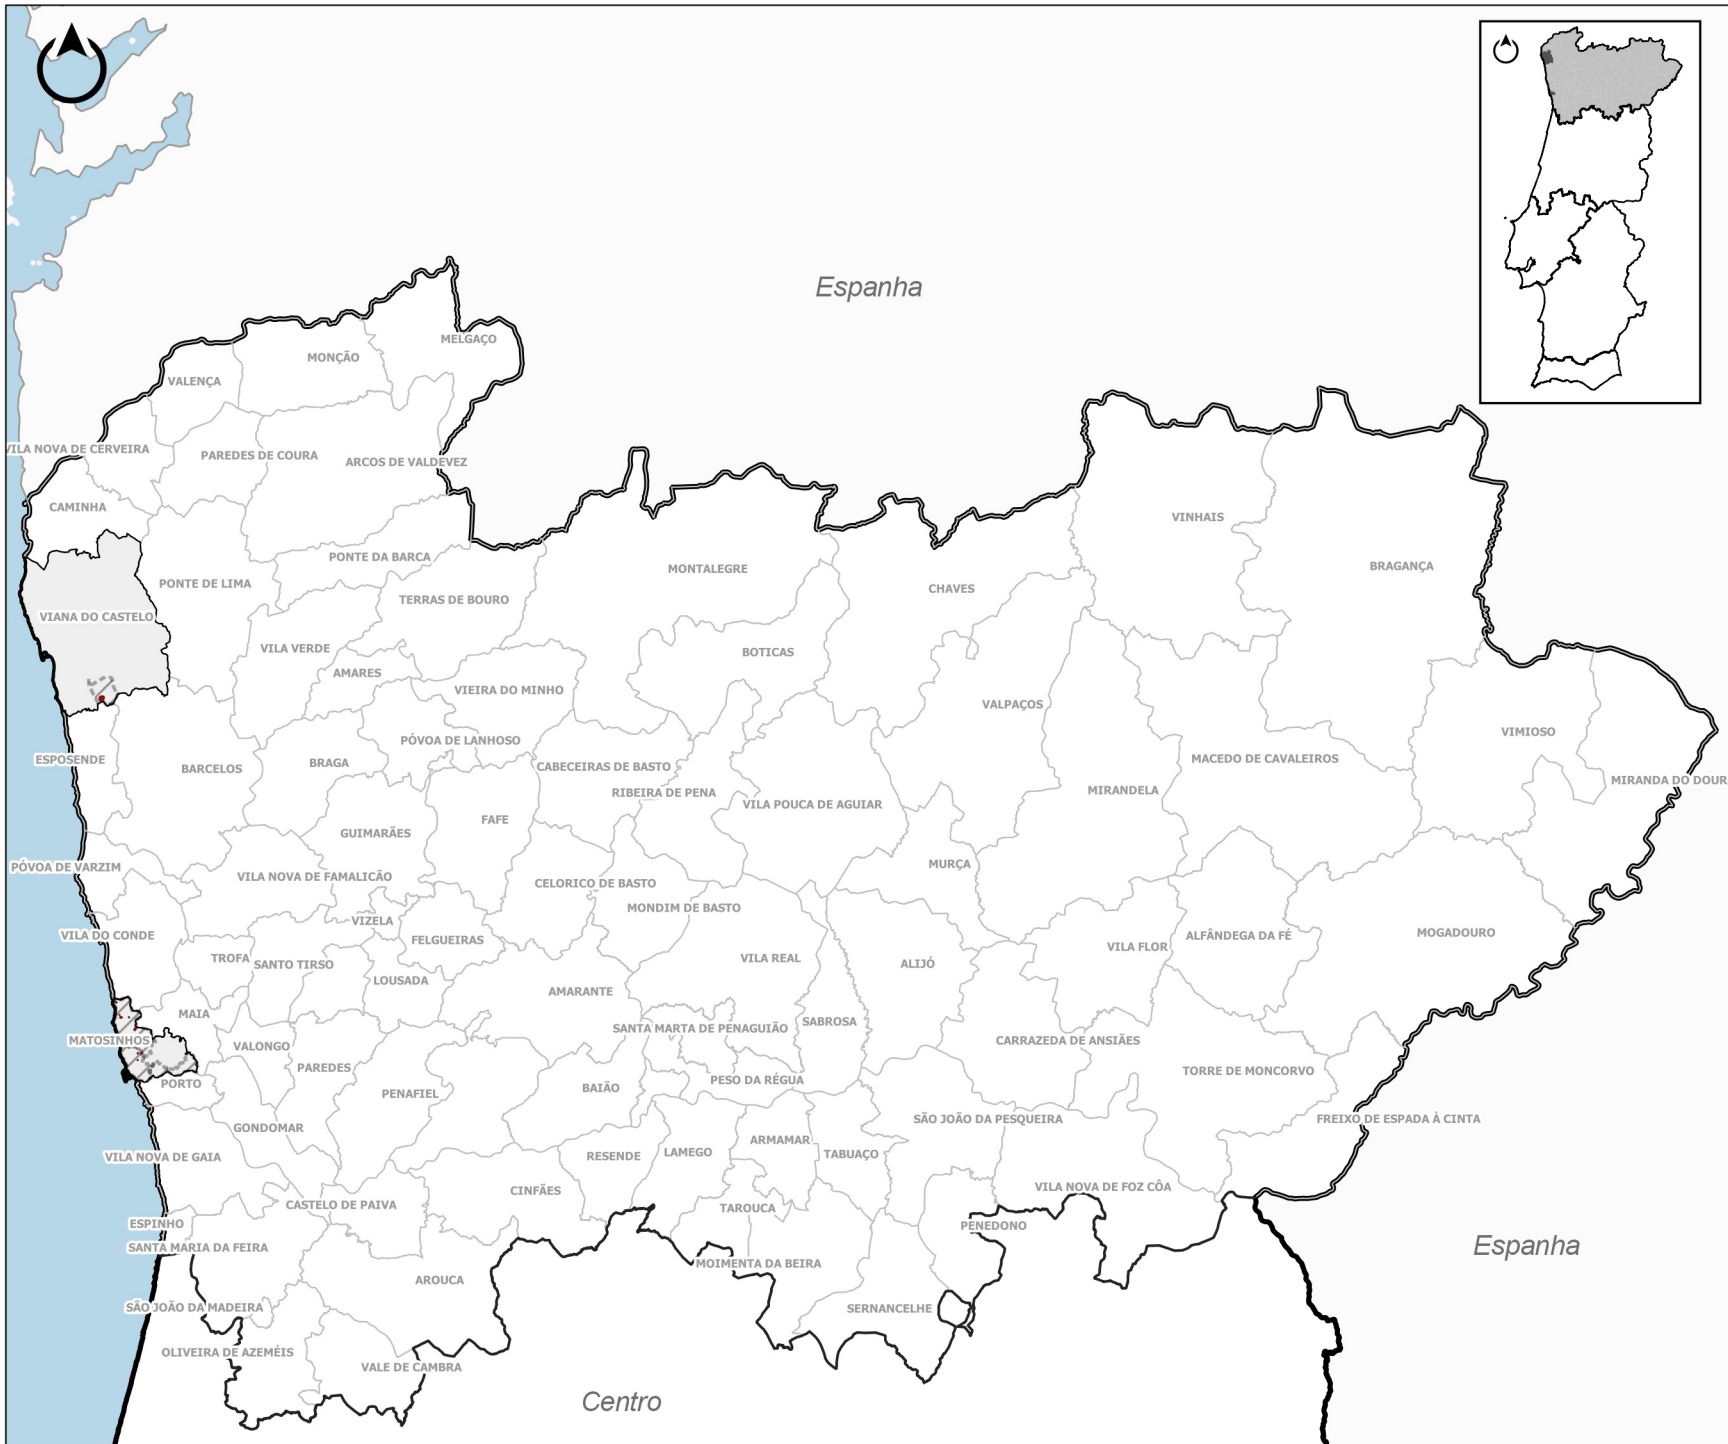 Espanha
MELGAÇO
MONÇÃO
VALENÇA
VILA NOVA DE CERVEIRA
PAREDES DE COURA
ARCOS DE VALDEVEZ
CAMINHA
VINHAIS
PONTE DA BARCA
BRAGANÇA
MONTALEGRE
PONTE DE LIMA
CHAVES
TERRAS DE BOURO
VIANA DO CASTELO
VILA VERDE
BOTICAS
AMARES
VIEIRA DO MINHO
VALPAÇOS
VIMIOSO
PÓVOA DE LANHOSO
ESPOSENDE
BRAGA
BARCELOS
CABECEIRAS DE BASTO
MACEDO DE CAVALEIROS
MIRANDA DO DOUR
RIBEIRA DE PENA
MIRANDELA
VILA POUCA DE AGUIAR
FAFE
GUIMARÃES
PÓVOA DE VARZIM
MURÇA
VILA NOVA DE FAMALICÃO
CELORICO DE BASTO
MONDIM DE BASTO
VIZELA
VILA DO CONDE
FELGUEIRAS
ALFÂNDEGA DA FÉ
MOGADOURO
VILA FLOR
TROFA
SANTO TIRSO
VILA REAL
ALIJÓ
LOUSADA
AMARANTE
MAIA
SANTA MARTA DE PENAGUIÃO
SABROSA
MATOSINHOS
VALONGO
CARRAZEDA DE ANSIÃES
PAREDES
TORRE DE MONCORVO
PORTO
PESO DA RÉGUA
BAIÃO
PENAFIEL
SÃO JOÃO DA PESQUEIRA
FREIXO DE ESPADA À CINTA
GONDOMAR
ARMAMAR
VILA NOVA DE GAIA
RESENDE
LAMEGO
TABUAÇO
CINFÃES
VILA NOVA DE FOZ CÔA
CASTELO DE PAIVA
TAROUCA
ESPINHO
PENEDONO
SANTA MARIA DA FEIRA
Espanha
MOIMENTA DA BEIRA
AROUCA
SÃO JOÃO DA MADEIRA
SERNANCELHE
OLIVEIRA DE AZEMÉIS
VALE DE CAMBRA
Centro